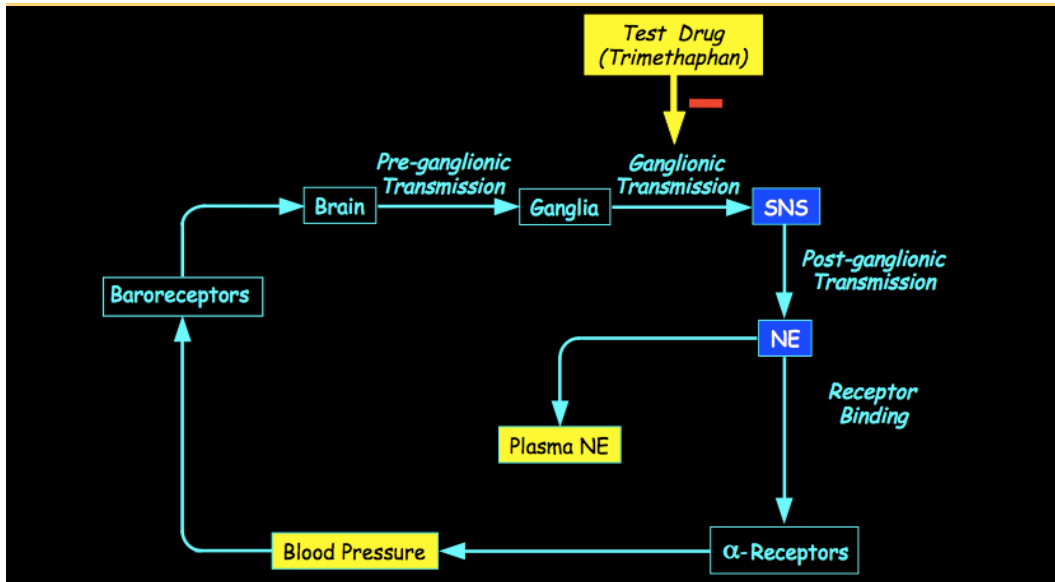 Test Drug
(Trimethaphan)
Pre-ganglionic
Transmission
Ganglionic
Transmission
Brain
Ganglia
SNS
Post-ganglionic
Transmission
Baroreceptors
NE
Receptor
Binding
Plasma NE
Blood Pressure
α-Receptors